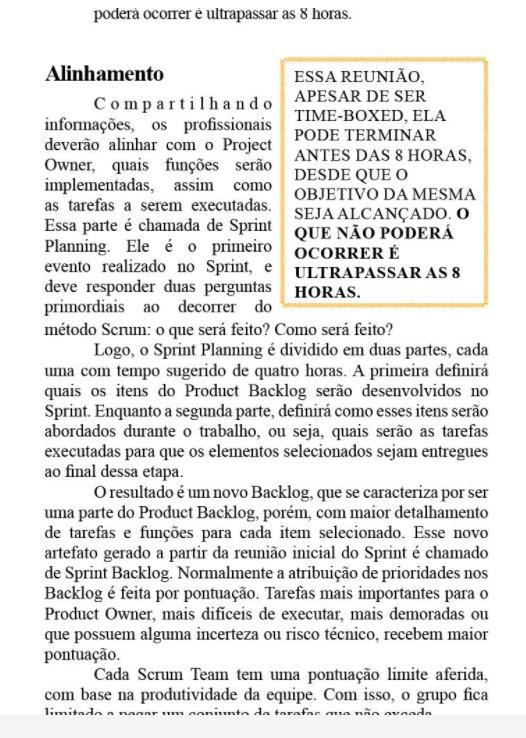 poderá ocorrer é ultrapassar as 8 horas.
Alinhamento
Compartilhando
informações, os profissionais
deverão alinhar com o Project
Owner, quais funções serão
implementadas, assim como
as tarefas a serem executadas.
Essa parte é chamada de Sprint
Planning. Ele é o primeiro
evento realizado no Sprint, e
deve responder duas perguntas
primordiais ao decorrer do
método Scrum: o que será feito? Como será feito?
ESSA REUNIÃO,
APESAR DE SER
TIME-BOXED, ELA
PODE TERMINAR
ANTES DAS 8 HORAS,
DESDE QUE O
OBJETIVO DA MESMA
SEJA ALCANÇADO. O
QUE NÃO PODERÁ
OCORRER É
ULTRAPASSAR AS 8
HORAS.
Logo, o Sprint Planning é dividido em duas partes, cada
uma com tempo sugerido de quatro horas. A primeira definirá
quais os itens do Product Backlog serão desenvolvidos no
Sprint. Enquanto a segunda parte, definirá como esses itens serão
abordados durante o trabalho, ou seja, quais serão as tarefas
executadas para que os elementos selecionados sejam entregues
ao final dessa etapa.
O resultado é um novo Backlog, que se caracteriza por ser
uma parte do Product Backlog, porém, com maior detalhamento
de tarefas e funções para cada item selecionado. Esse novo
artefato gerado a partir da reunião inicial do Sprint é chamado
de Sprint Backlog. Normalmente a atribuição de prioridades nos
Backlog é feita por pontuação. Tarefas mais importantes para o
Product Owner, mais difíceis de executar, mais demoradas ou
que possuem alguma incerteza ou risco técnico, recebem maior
pontuação.
Cada Scrum Team tem uma pontuação limite aferida,
com base na produtividade da equipe. Com isso, o grupo fica
limitado a pegar um conjunto de tarefas que não exceda